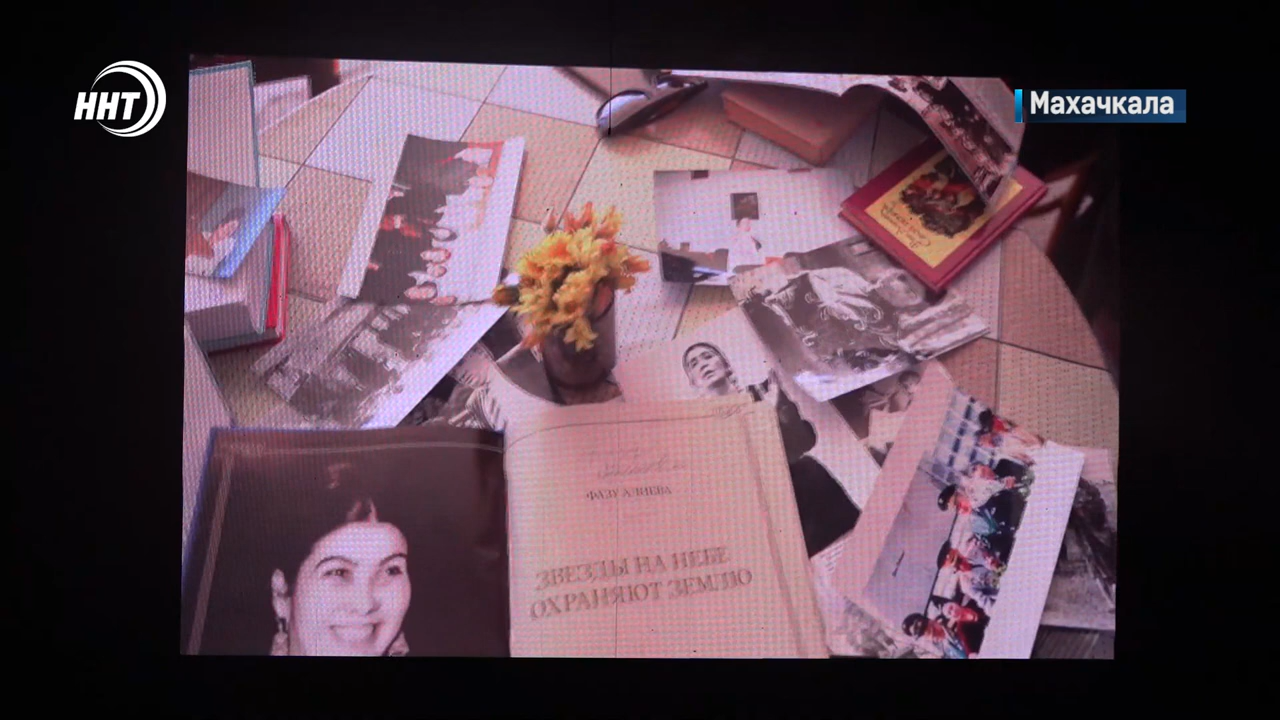 ННТ
Махачкала
ФАЗУ АЛИЕВА
ЗВЕЗДЫ НА НЕБЕ
ОХРАНЯЮТ ЗЕМЛЮ